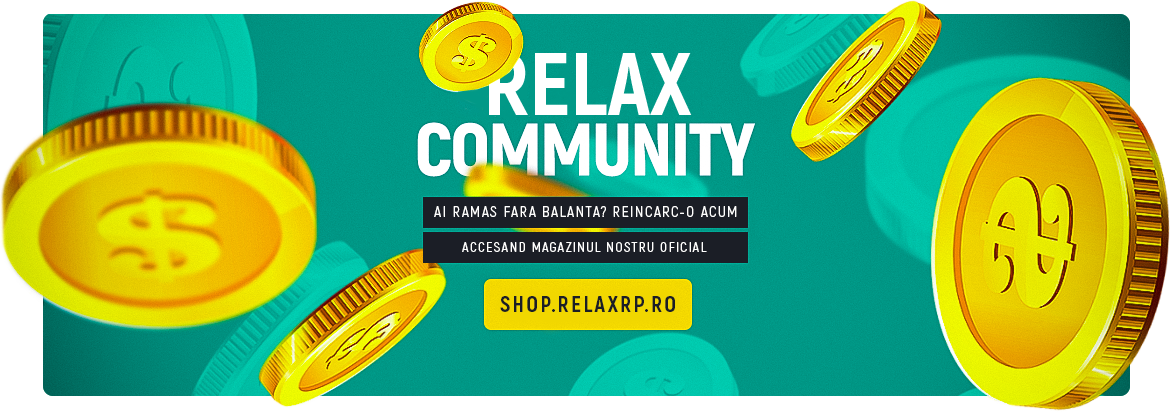 RELAX
COMMUNITY
AI RAMAS FARA BALANTA? REINCARC-O ACUM
ACCESAND MAGAZINUL NOSTRU OFICIAL
SHOP.RELAXRP.RO